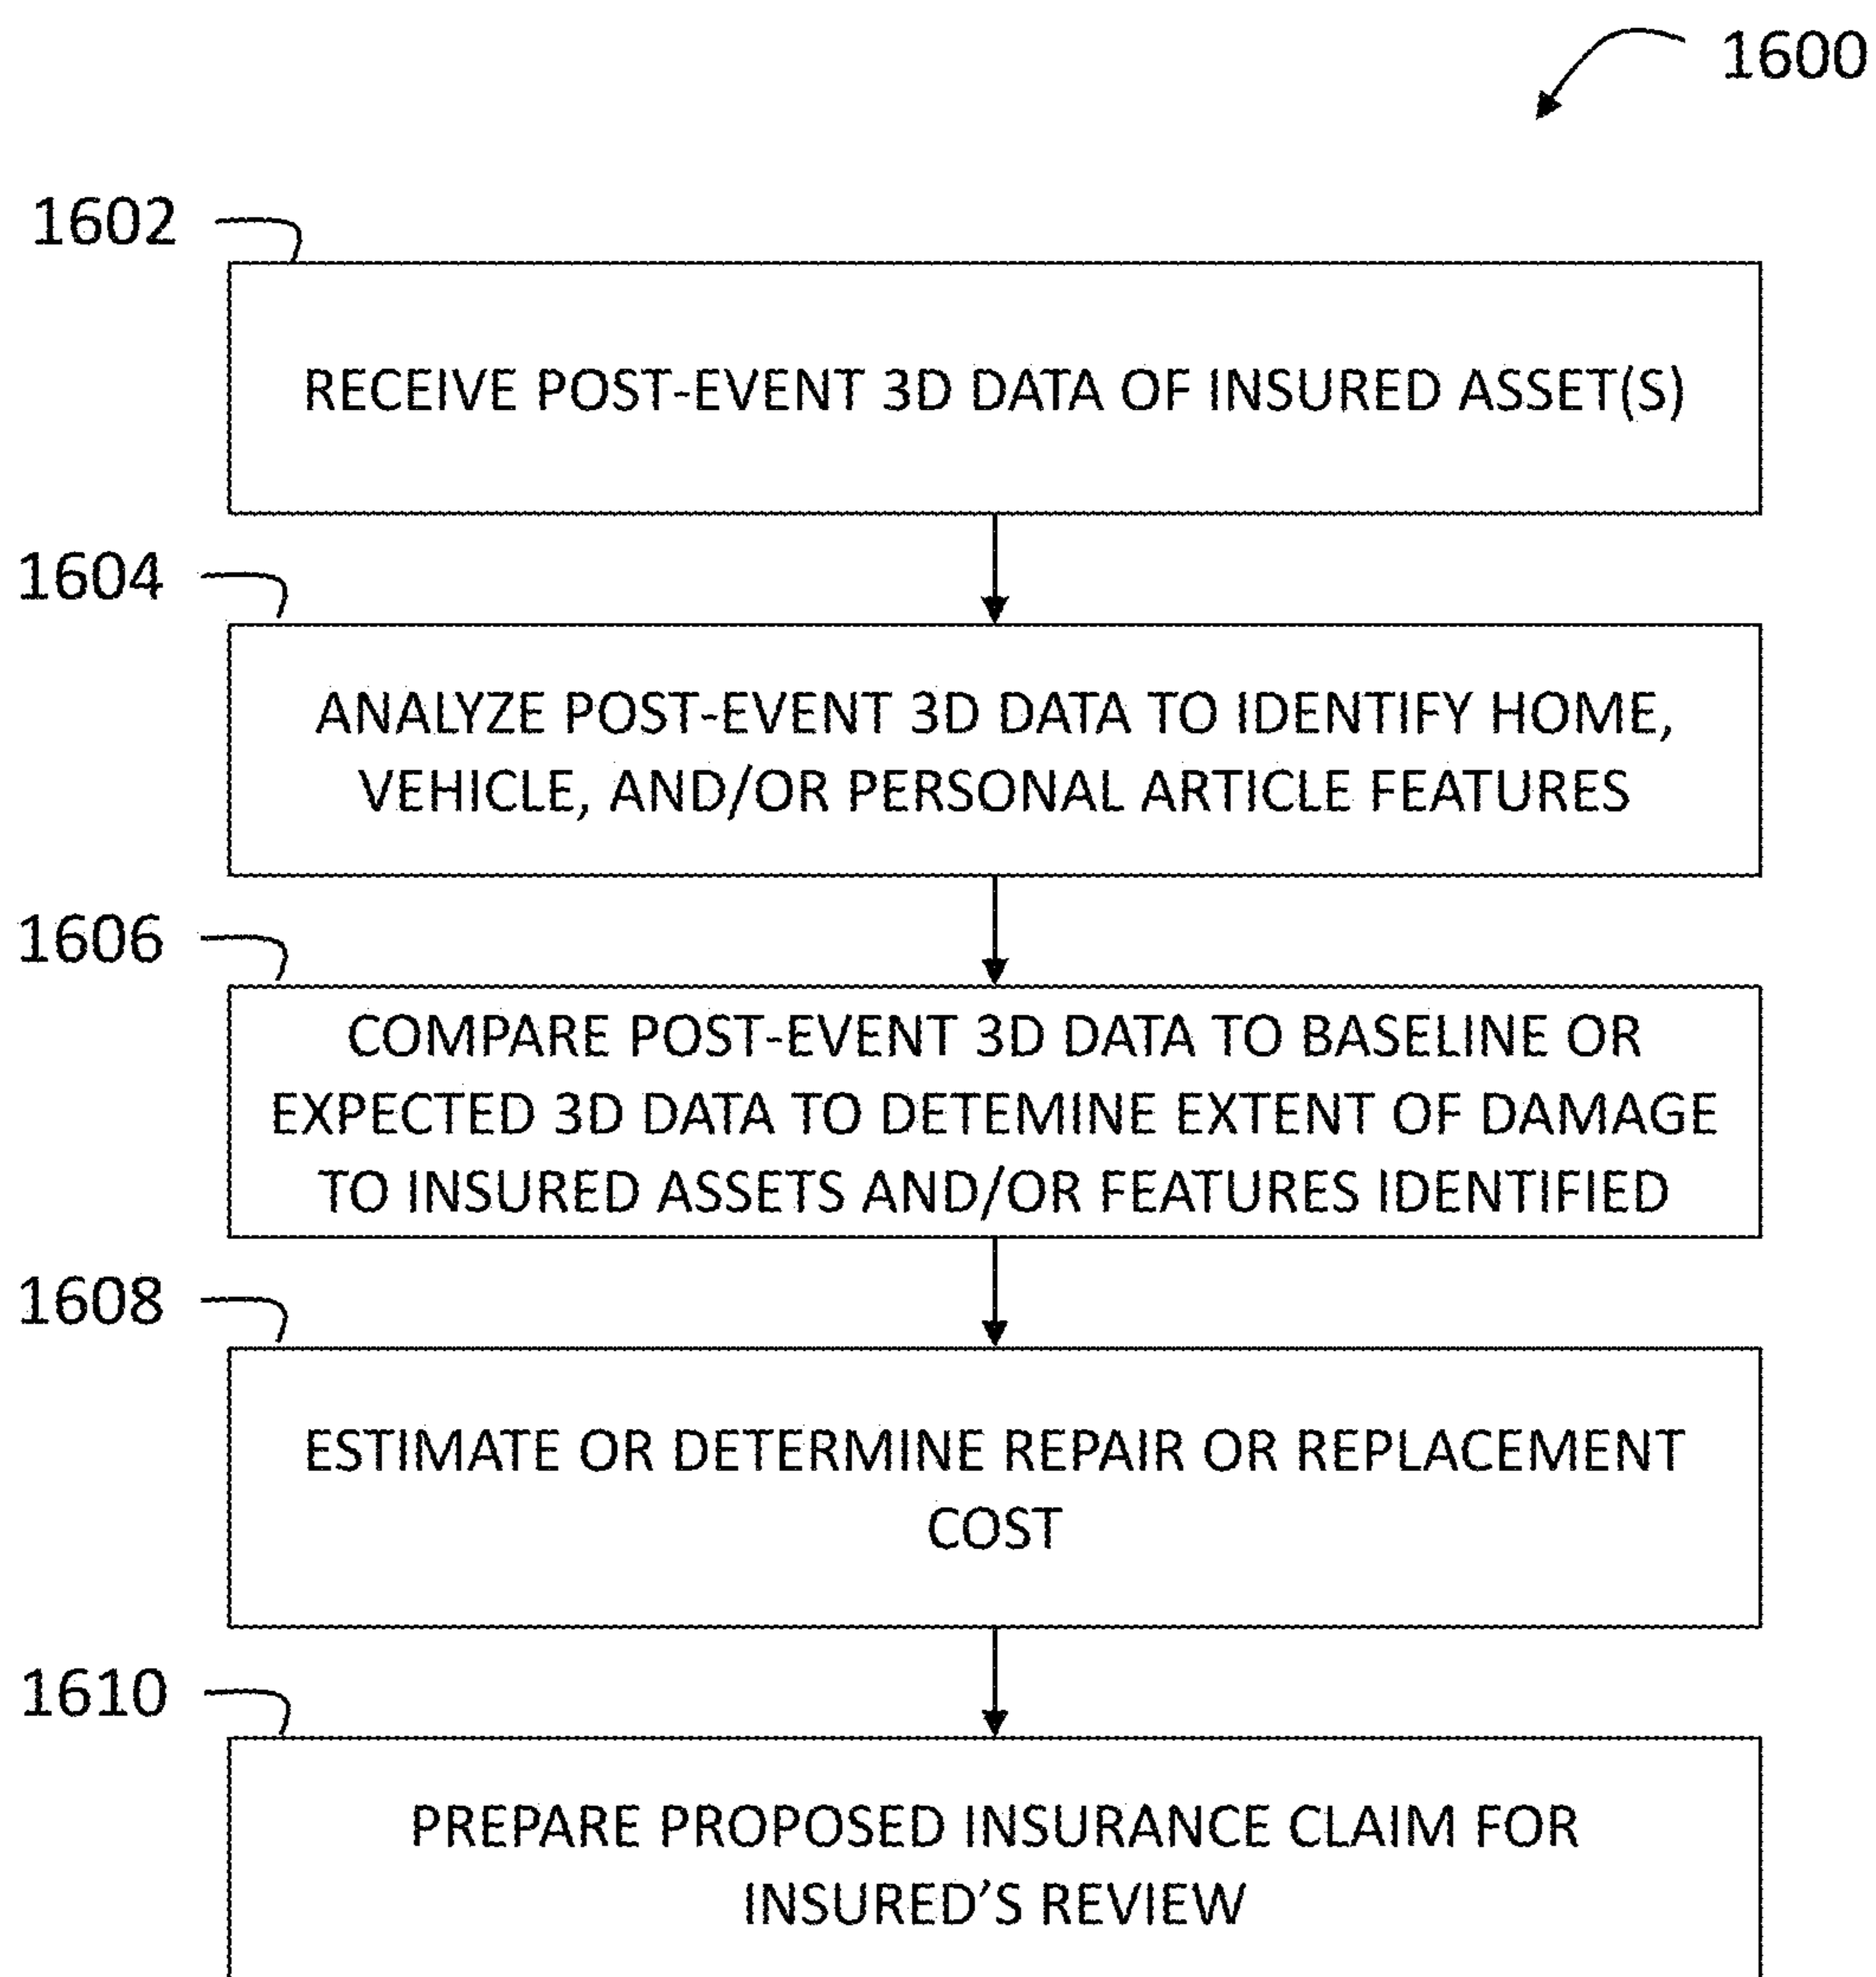 1600
1602
RECEIVE POST-EVENT 3D DATA OF INSURED ASSET(S)
1604
ANALYZE POST-EVENT 3D DATA TO IDENTIFY HOME,
VEHICLE, AND/OR PERSONAL ARTICLE FEATURES
1606
COMPARE POST-EVENT 3D DATA TO BASELINE OR
EXPECTED 3D DATA TO DETEMINE EXTENT OF DAMAGE
TO INSURED ASSETS AND/OR FEATURES IDENTIFIED
1608
ESTIMATE OR DETERMINE REPAIR OR REPLACEMENT
COST
1610
PREPARE PROPOSED INSURANCE CLAIM FOR
INSURED’S REVIEW